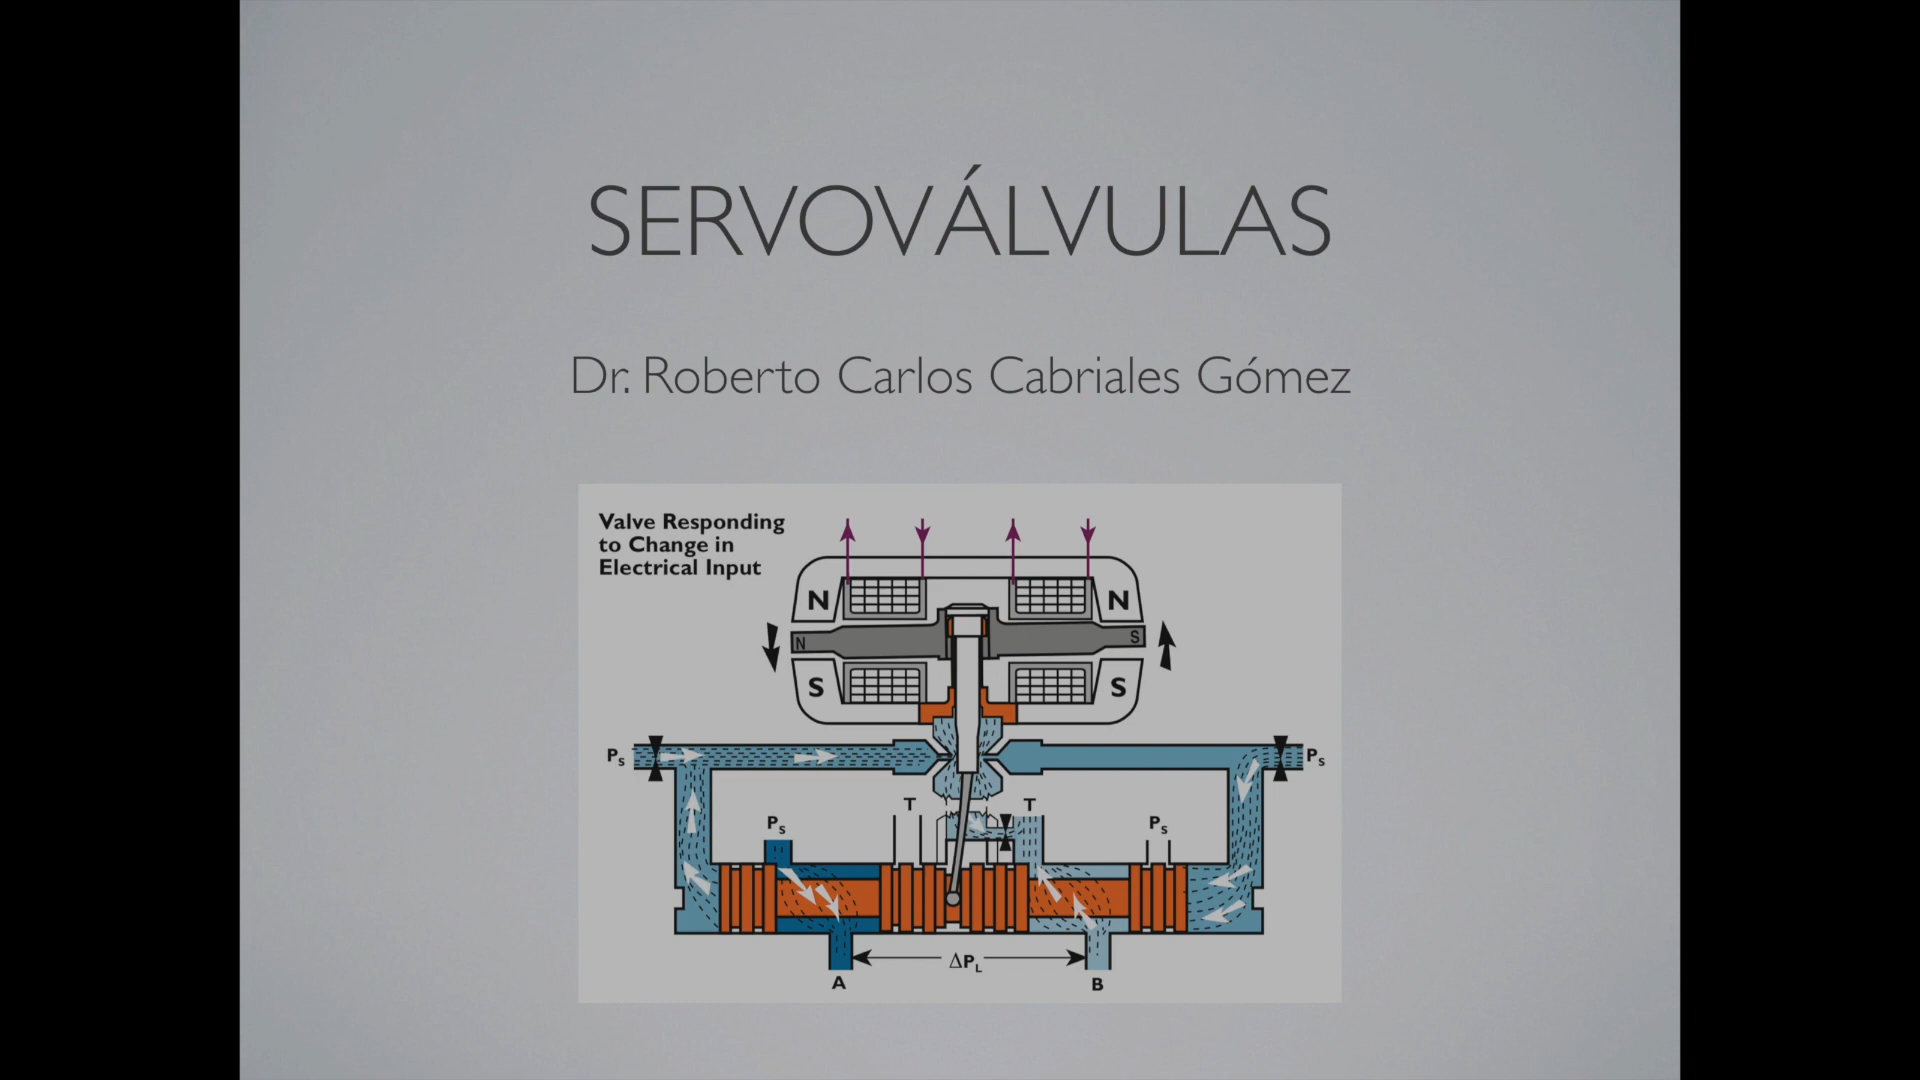 SERVOVÁLVULAS
Dr. Roberto Carlos Cabriales Gómez
Valve Responding
to Change in
Electrical Input
N
N
N
S
S
S
PS
PS
T
T
PS
PS
ΔPL
A
B